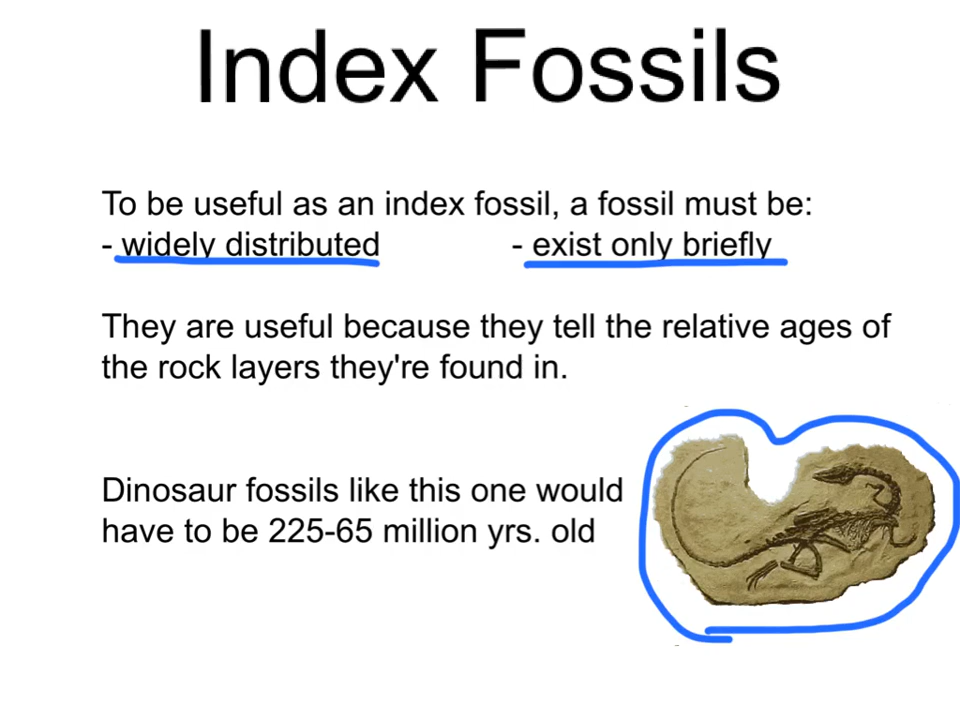 Index Fossils
To be useful as an index fossil, a fossil must be:
- widely distributed - exist only briefly
They are useful because they tell the relative ages of
the rock layers they're found in.
Dinosaur fossils like this one would
have to be 225-65 million yrs. old